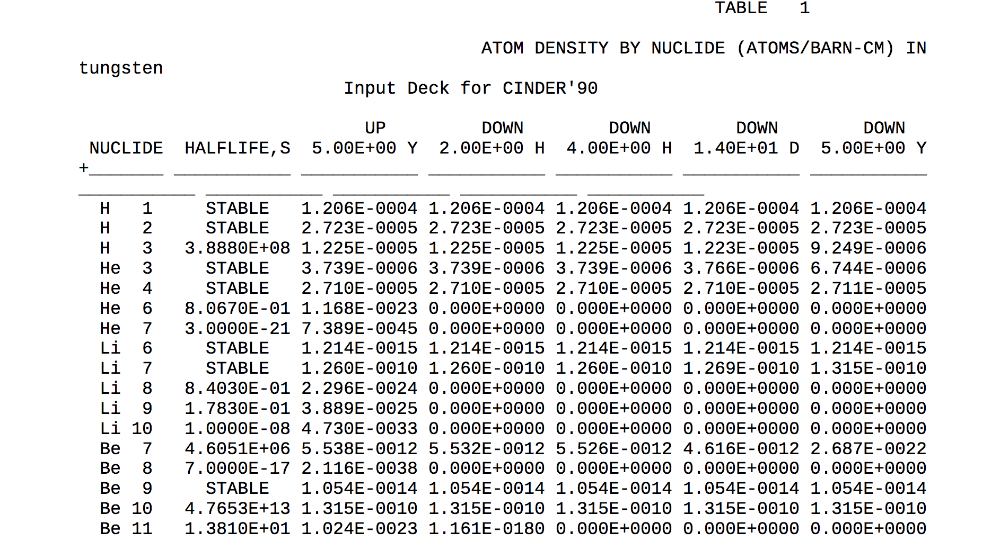 TABLE   1
ATOM DENSITY BY NUCLIDE (ATOMS/BARN-CM) IN
tungsten
Input Deck for CINDER'90
UP         DOWN        DOWN        DOWN        DOWN
NUCLIDE  HALFLIFE,S  5.00E+00 Y  2.00E+00 H  4.00E+00 H  1.40E+01 D  5.00E+00 Y
+_______ ___________ ___________ ___________ ___________ ___________ ___________
___________ ___________ ___________ ___________ ___________
H   1     STABLE   1.206E-0004 1.206E-0004 1.206E-0004 1.206E-0004 1.206E-0004
H   2     STABLE   2.723E-0005 2.723E-0005 2.723E-0005 2.723E-0005 2.723E-0005
H   3   3.8880E+08 1.225E-0005 1.225E-0005 1.225E-0005 1.223E-0005 9.249E-0006
He  3     STABLE   3.739E-0006 3.739E-0006 3.739E-0006 3.766E-0006 6.744E-0006
He  4     STABLE   2.710E-0005 2.710E-0005 2.710E-0005 2.710E-0005 2.711E-0005
He  6   8.0670E-01 1.168E-0023 0.000E+0000 0.000E+0000 0.000E+0000 0.000E+0000
He  7   3.0000E-21 7.389E-0045 0.000E+0000 0.000E+0000 0.000E+0000 0.000E+0000
Li  6     STABLE   1.214E-0015 1.214E-0015 1.214E-0015 1.214E-0015 1.214E-0015
Li  7     STABLE   1.260E-0010 1.260E-0010 1.260E-0010 1.269E-0010 1.315E-0010
Li  8   8.4030E-01 2.296E-0024 0.000E+0000 0.000E+0000 0.000E+0000 0.000E+0000
Li  9   1.7830E-01 3.889E-0025 0.000E+0000 0.000E+0000 0.000E+0000 0.000E+0000
Li 10   1.0000E-08 4.730E-0033 0.000E+0000 0.000E+0000 0.000E+0000 0.000E+0000
Be  7   4.6051E+06 5.538E-0012 5.532E-0012 5.526E-0012 4.616E-0012 2.687E-0022
Be  8   7.0000E-17 2.116E-0038 0.000E+0000 0.000E+0000 0.000E+0000 0.000E+0000
Be  9     STABLE   1.054E-0014 1.054E-0014 1.054E-0014 1.054E-0014 1.054E-0014
Be 10   4.7653E+13 1.315E-0010 1.315E-0010 1.315E-0010 1.315E-0010 1.315E-0010
Be 11   1.3810E+01 1.024E-0023 1.161E-0180 0.000E+0000 0.000E+0000 0.000E+0000